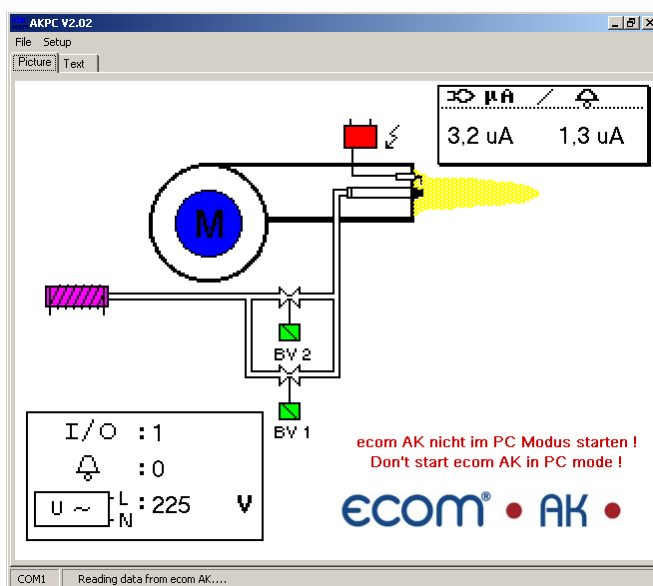 AKPC V2.02
File Setup
Picture Text
µA /
3,2 uA 1,3 uA
M
BV 2
BV 1
I/O :1
:0
U ~ L N :225 V
ecom AK nicht im PC Modus starten !
Don't start ecom AK in PC mode !
ecom® • AK •
COM1 Reading data from ecom AK....